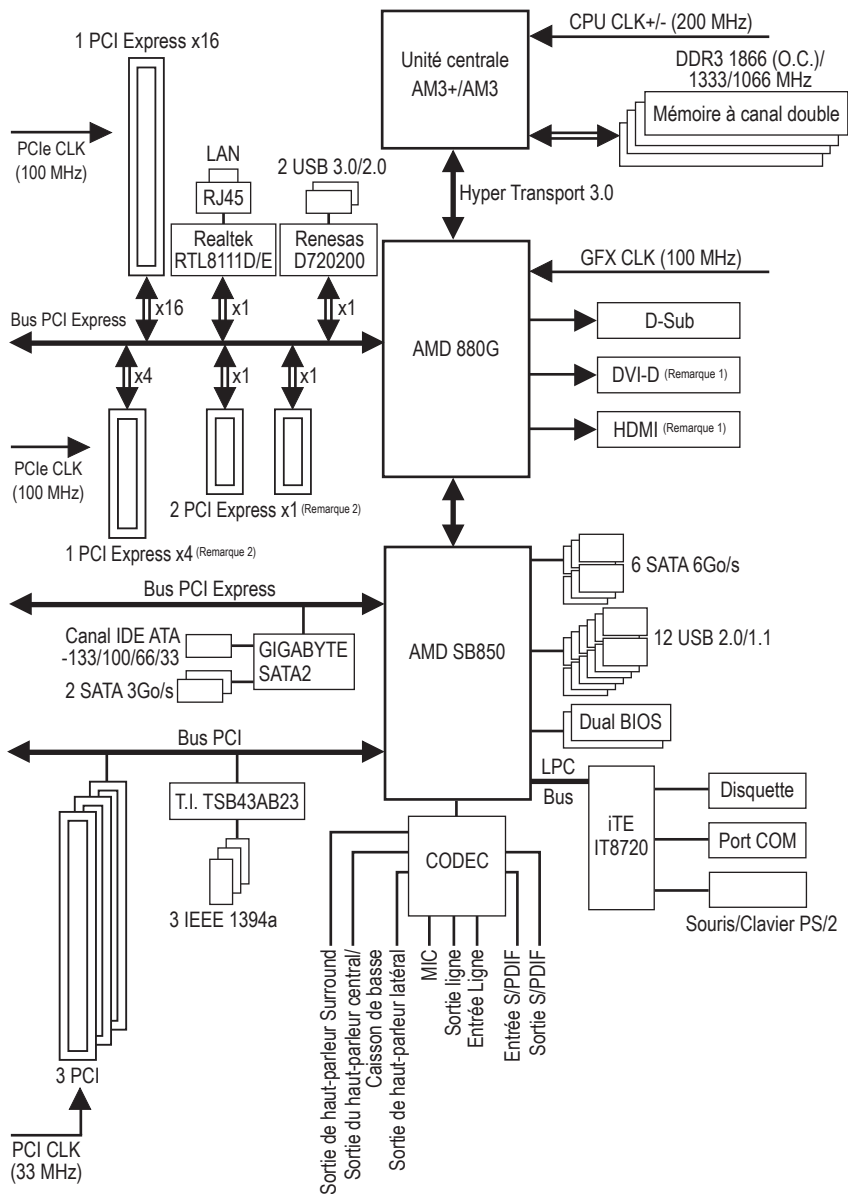 1 PCI Express x16
Unité centrale
AM3+/AM3
CPU CLK+/- (200 MHz)
DDR3 1866 (O.C.)/
1333/1066 MHz
Mémoire à canal double
PCIe CLK
(100 MHz)
LAN
RJ45
2 USB 3.0/2.0
Hyper Transport 3.0
Realtek
RTL8111D/E
Renesas
D720200
GFX CLK (100 MHz)
x16
x1
x1
Bus PCI Express
AMD 880G
D-Sub
DVI-D (Remarque 1)
HDMI (Remarque 1)
x4
x1
x1
PCIe CLK
(100 MHz)
2 PCI Express x1 (Remarque 2)
1 PCI Express x4 (Remarque 2)
Bus PCI Express
AMD SB850
6 SATA 6Go/s
Canal IDE ATA
-133/100/66/33
GIGABYTE
SATA2
2 SATA 3Go/s
12 USB 2.0/1.1
Dual BIOS
Bus PCI
LPC
Bus
T.I. TSB43AB23
iTE
IT8720
Disquette
Port COM
Souris/Clavier PS/2
CODEC
3 IEEE 1394a
Sortie de haut-parleur Surround
Sortie du haut-parleur central/
Caisson de basse
Sortie de haut-parleur latéral
MIC
Sortie ligne
Entrée Ligne
Entrée S/PDIF
Sortie S/PDIF
3 PCI
PCI CLK
(33 MHz)